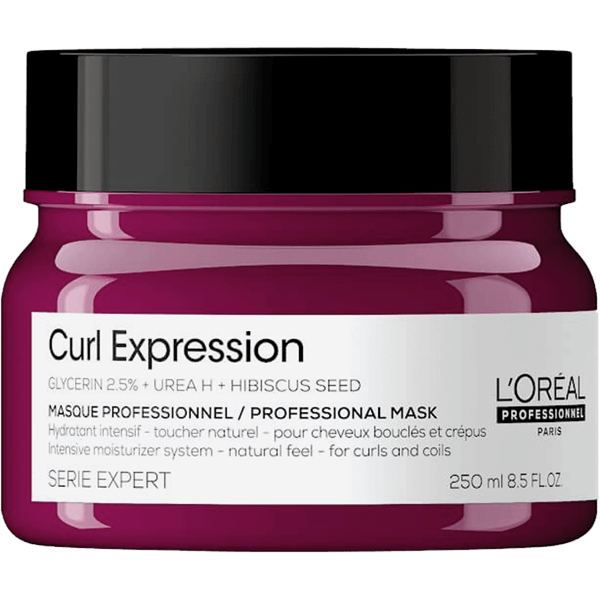 Curl Expression
GLYCERIN 2.5% + UREA H + HIBISCUS SEED
MASQUE PROFESSIONNEL / PROFESSIONAL MASK
Hydratant intensif - toucher naturel - pour cheveux bouclés et crépus
Intensive moisturizer system - natural feel - for curls and coils
SERIE EXPERT
L'ORÉAL
PROFESSIONNEL
PARIS
250 ml 8.5 FL.OZ.